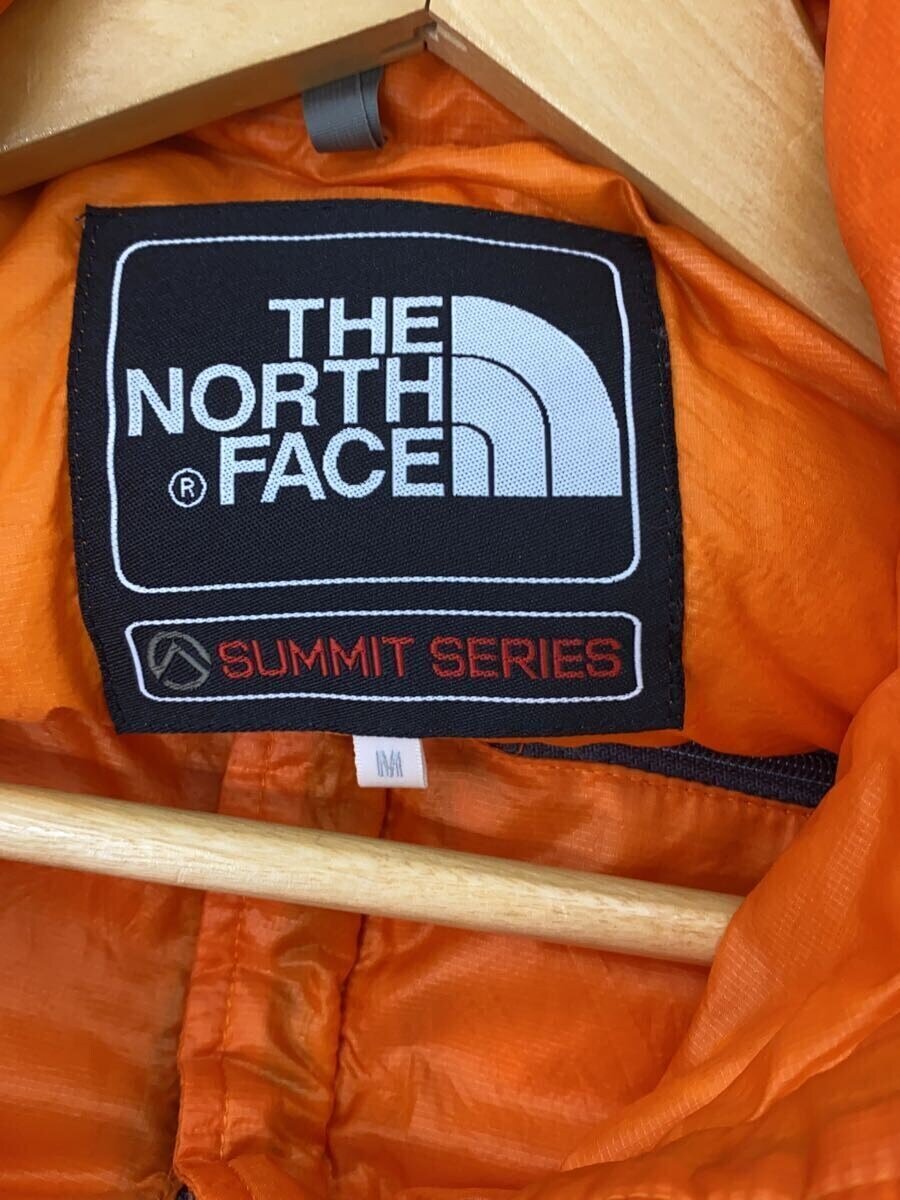 THE
NORTH
® FACE
SUMMIT SERIES
M